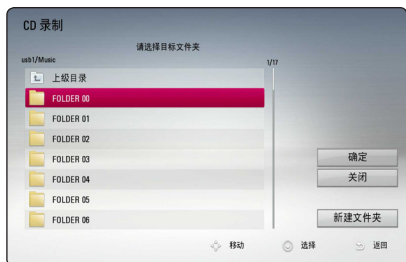 CD 录制
请选择目标文件夹
usb1/Music 1/17
上级目录
FOLDER 00
FOLDER 01
FOLDER 02
FOLDER 03
FOLDER 04
FOLDER 05
FOLDER 06
确定
关闭
新建文件夹
移动 选择 返回